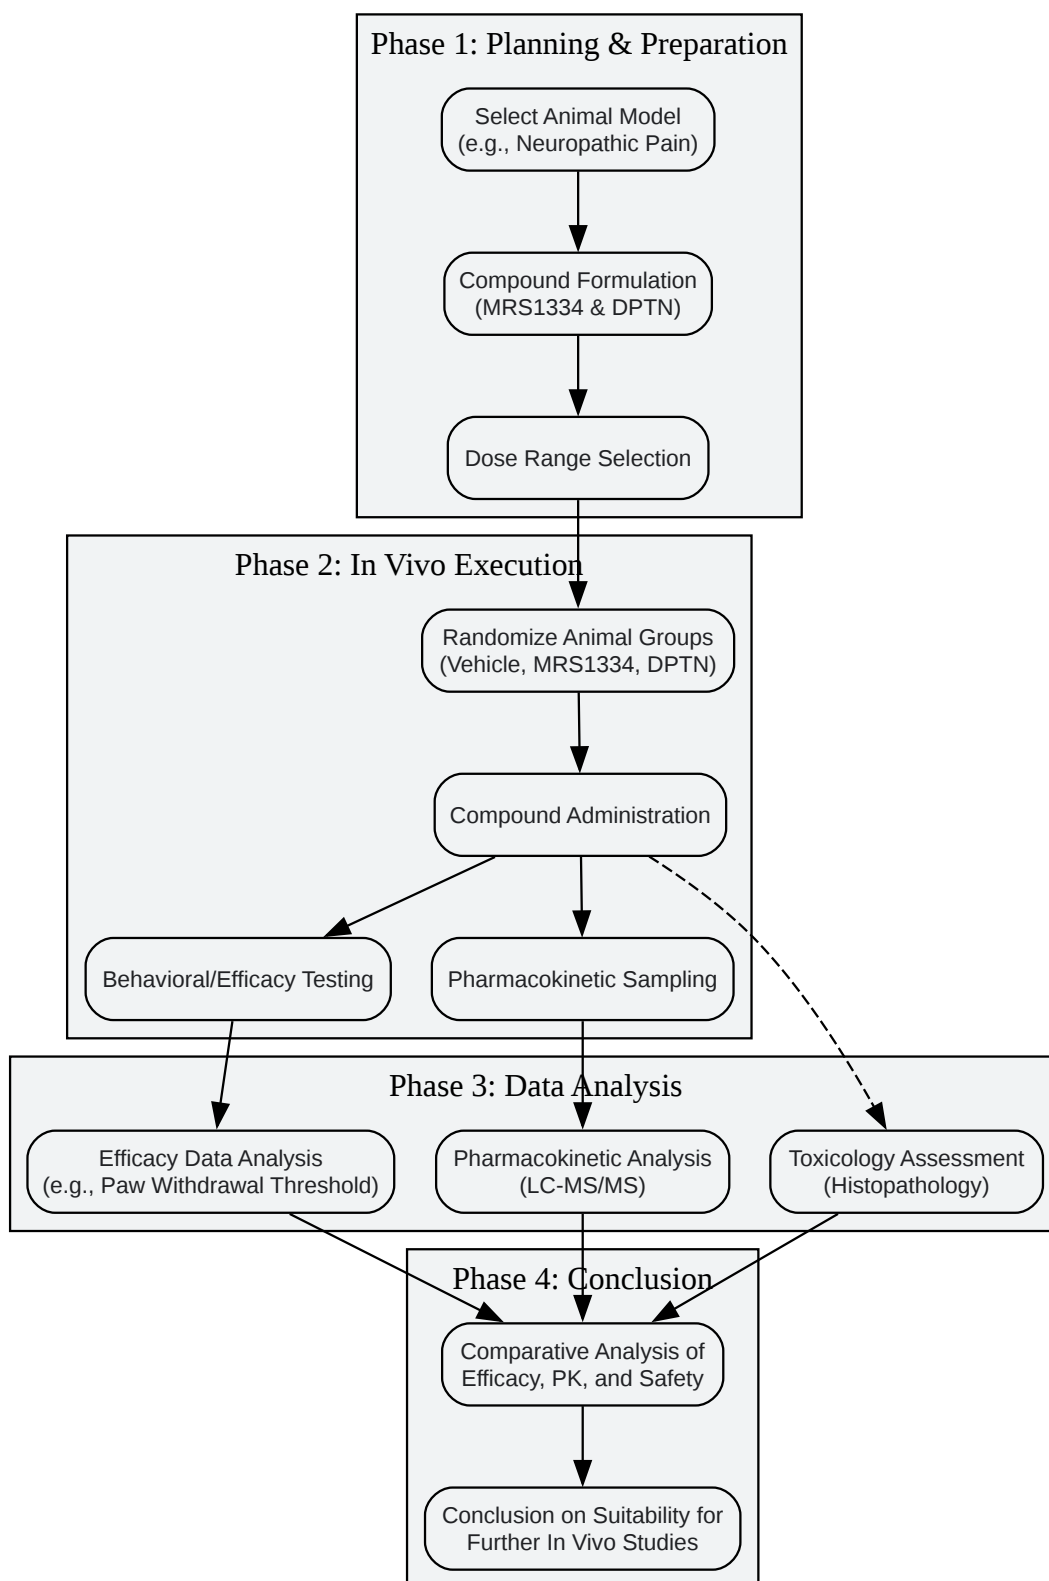 Phase 1: Planning & Preparation
Select Animal Model
(e.g., Neuropathic Pain)
Compound Formulation
(MRS1334 & DPTN)
Dose Range Selection
Phase 2: In Vivo Execution
Randomize Animal Groups
(Vehicle, MRS1334, DPTN)
Compound Administration
Behavioral/Efficacy Testing
Pharmacokinetic Sampling
Phase 3: Data Analysis
Efficacy Data Analysis
(e.g., Paw Withdrawal Threshold)
Pharmacokinetic Analysis
(LC-MS/MS)
Toxicology Assessment
(Histopathology)
Phase 4: Conclusion
Comparative Analysis of
Efficacy, PK, and Safety
Conclusion on Suitability for
Further In Vivo Studies